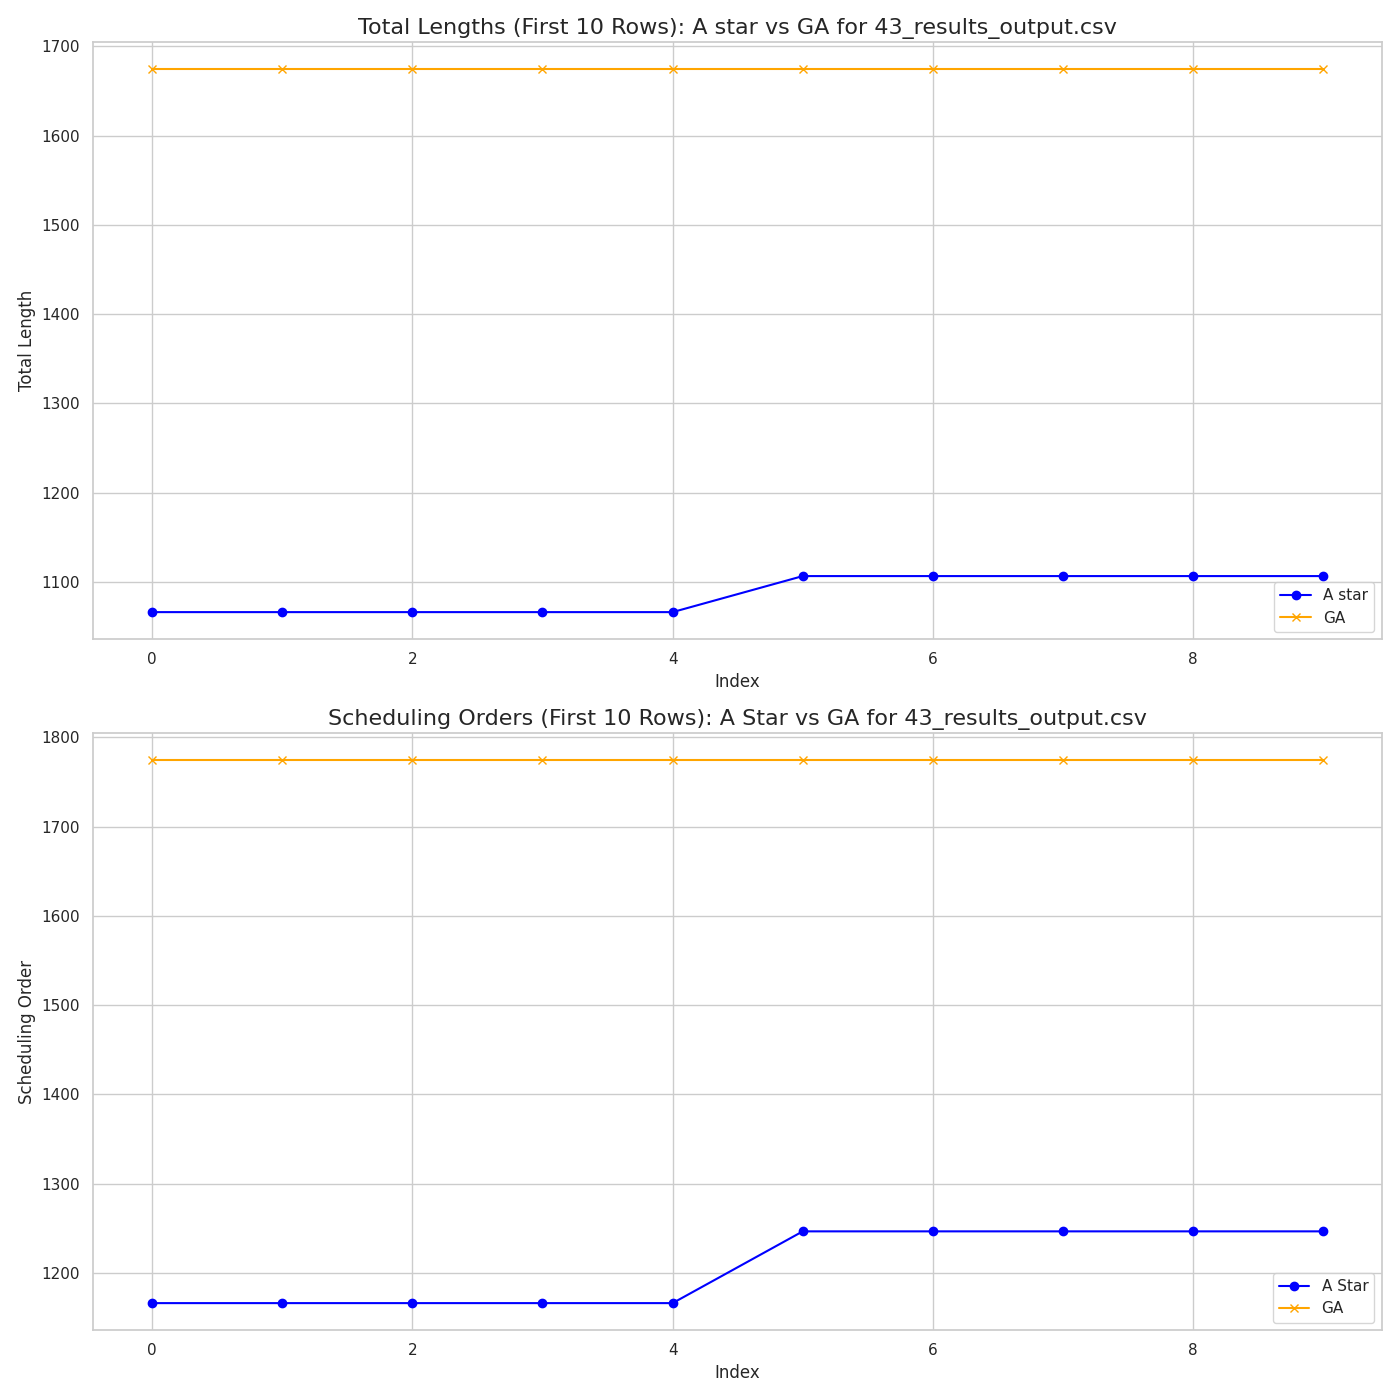 Total Lengths (First 10 Rows): A star vs GA for 43_results_output.csv
1700
1600
1500
1400
1300
1200
1100
Total Length
0 2 4 6 8
Index
A star
GA
Scheduling Orders (First 10 Rows): A Star vs GA for 43_results_output.csv
1800
1700
1600
1500
1400
1300
1200
Scheduling Order
0 2 4 6 8
Index
A Star
GA